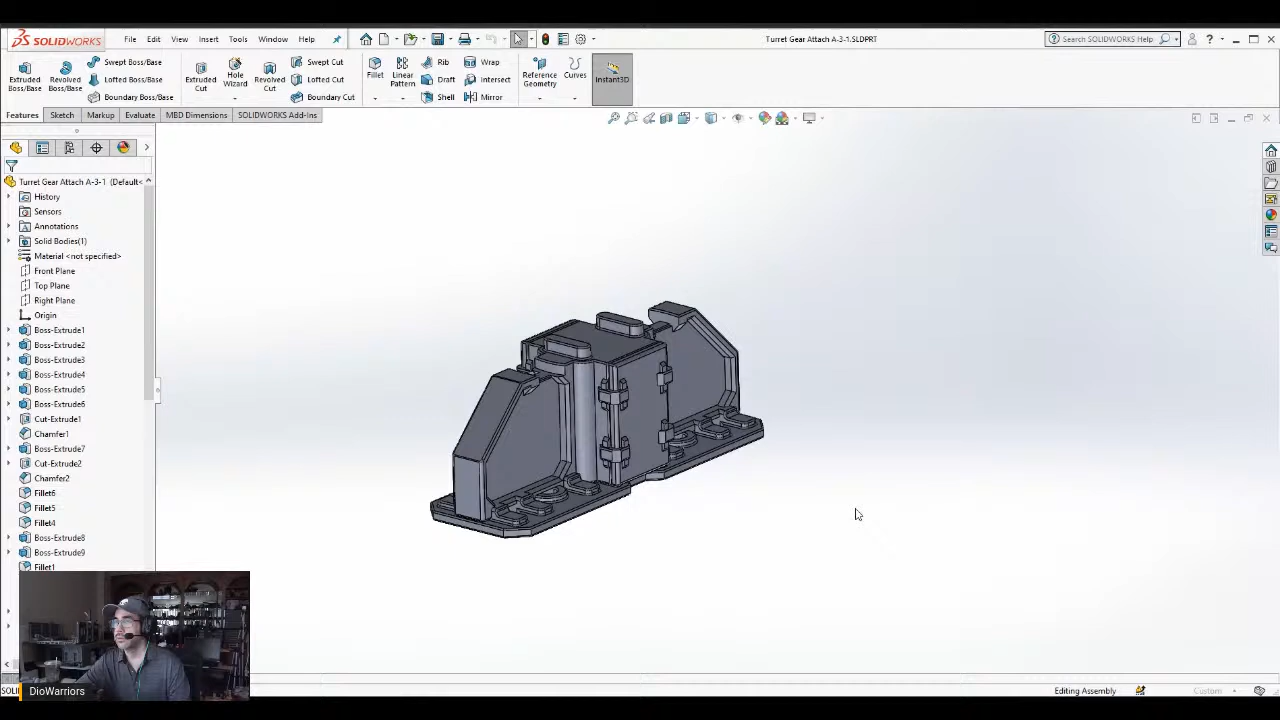 SOLIDWORKS File Edit View Insert Tools Window Help Turret Gear Attach A-3-1.SLDPRT Search SOLIDWORKS Help
Extruded Boss/Base
Revolved Boss/Base
Swept Boss/Base
Lofted Boss/Base
Boundary Boss/Base
Extruded Cut
Hole Wizard
Revolved Cut
Swept Cut
Lofted Cut
Boundary Cut
Fillet
Linear Pattern
Rib
Draft
Shell
Wrap
Intersect
Mirror
Reference Geometry
Curves
Instant3D
Features Sketch Markup Evaluate MBD Dimensions SOLIDWORKS Add-Ins
Turret Gear Attach A-3-1 (Default<
History
Sensors
Annotations
Solid Bodies(1)
Material <not specified>
Front Plane
Top Plane
Right Plane
Origin
Boss-Extrude1
Boss-Extrude2
Boss-Extrude3
Boss-Extrude4
Boss-Extrude5
Boss-Extrude6
Cut-Extrude1
Chamfer1
Boss-Extrude7
Cut-Extrude2
Chamfer2
Fillet6
Fillet5
Fillet4
Boss-Extrude8
Boss-Extrude9
Fillet1
DioWarriors
Editing Assembly
Custom